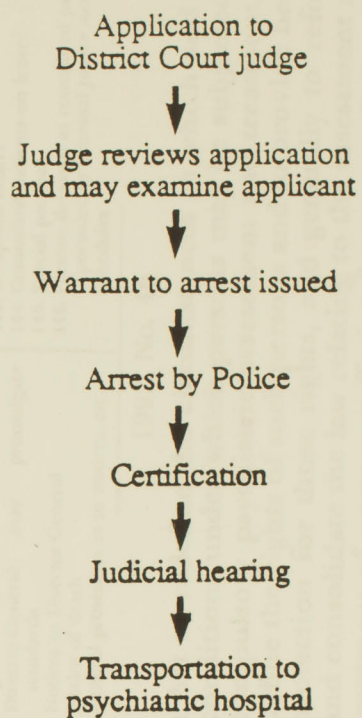 Application to
District Court judge
Judge reviews application
and may examine applicant
Warrant to arrest issued
Arrest by Police
Certification
Judicial hearing
Transportation to
psychiatric hospital